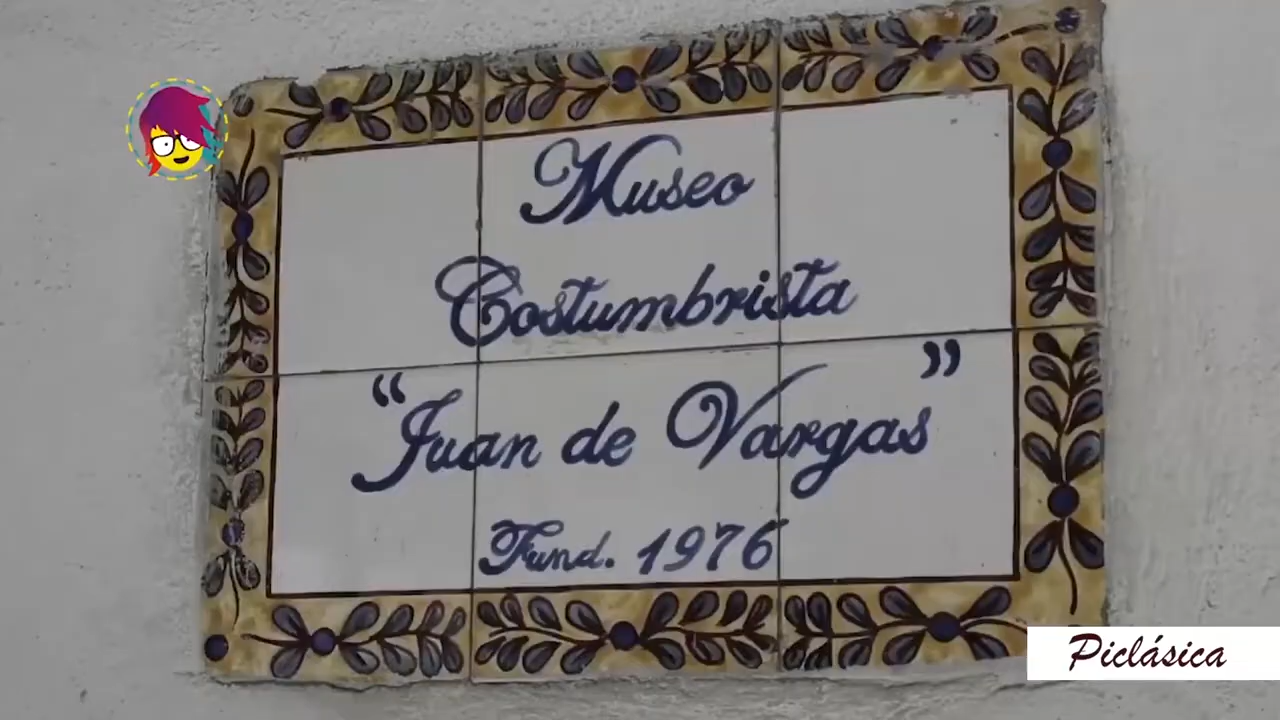 Museo
Costumbrista
“Juan de Vargas”
Fund. 1976
Piclásica